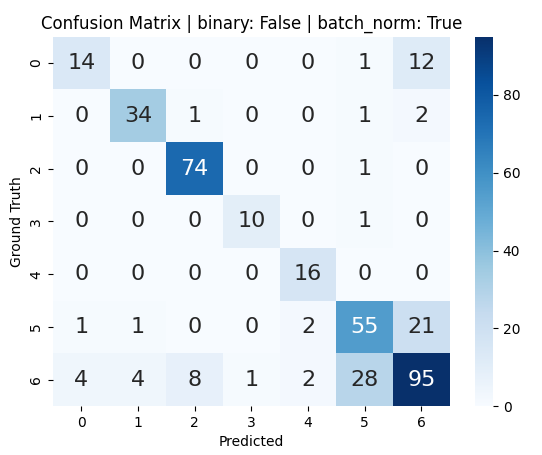 Confusion Matrix | binary: False | batch_norm: True
0 14 0 0 0 0 1 12
1 0 34 1 0 0 1 2
2 0 0 74 0 0 1 0
3 0 0 0 10 0 1 0
4 0 0 0 0 16 0 0
5 1 1 0 0 2 55 21
6 4 4 8 1 2 28 95
0 1 2 3 4 5 6
Predicted
Ground Truth
80
60
40
20
0